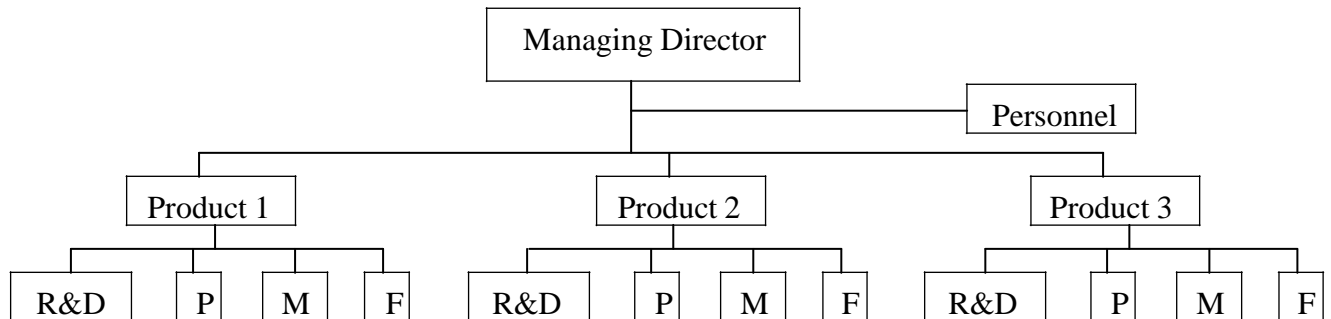 Managing Director
Personnel
Product 1
Product 2
Product 3
R&D P M F R&D P M F R&D P M F